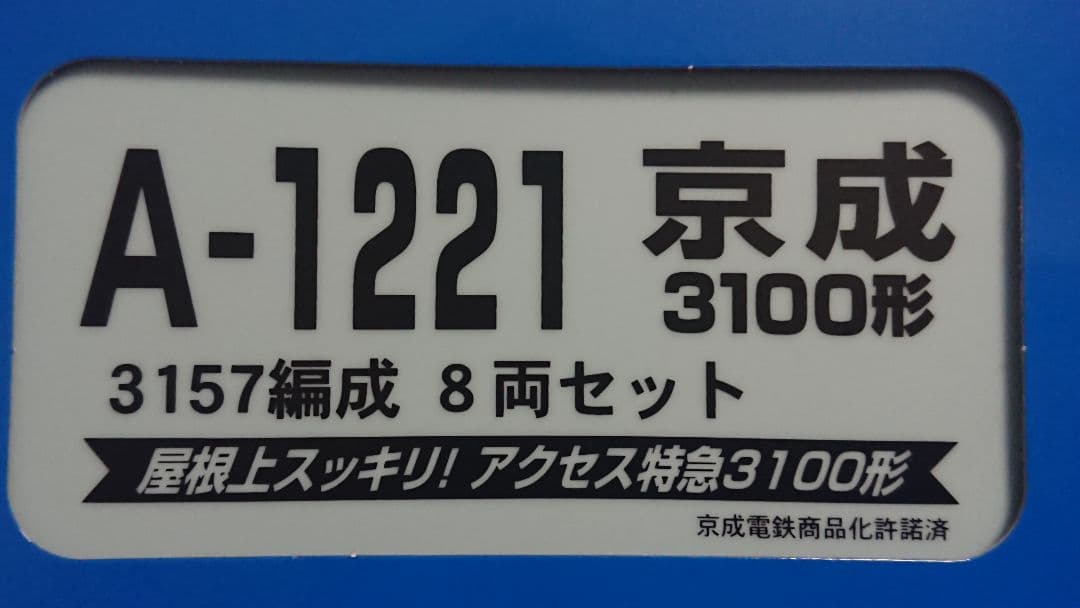 A-1221 京成
3100形
3157編成 8両セット
屋根上スッキリ! アクセス特急3100形
京成電鉄商品化許諾済